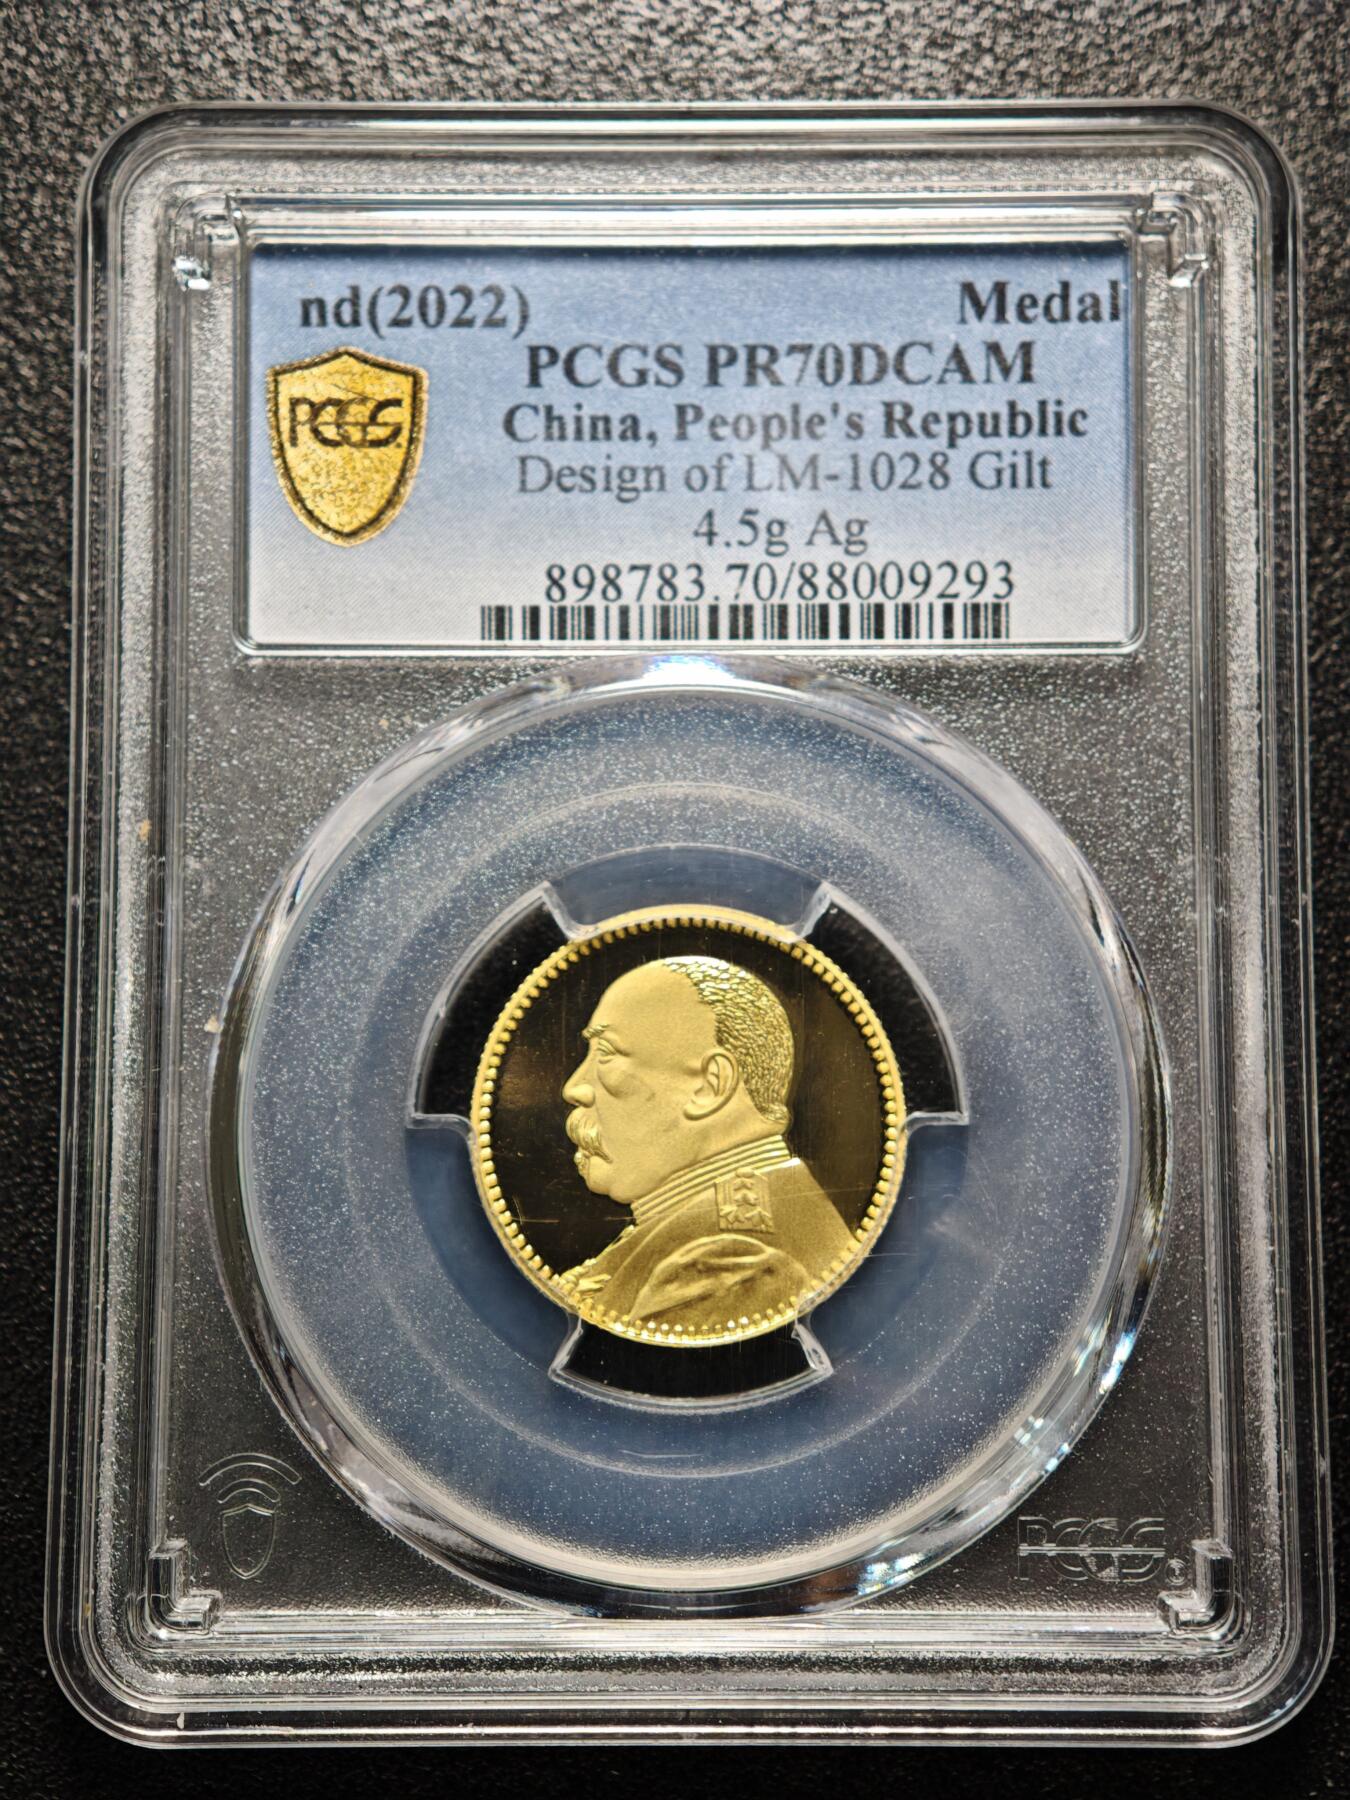 nd(2022) Medal
PCGS PR70DCAM
PCGS
China, People's Republic
Design of LM-1028 Gilt
4.5g Ag
898783.70/88009293
PCGS